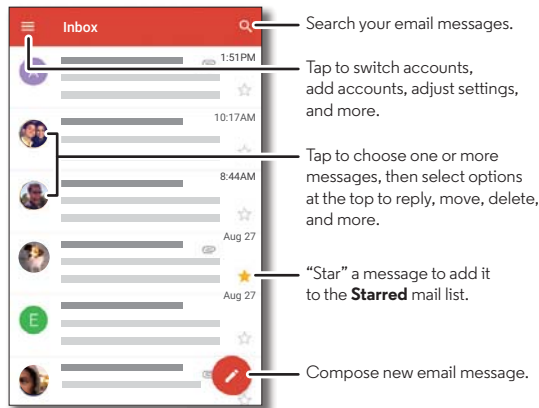 Inbox
Search your email messages.
1:51PM
A
Tap to switch accounts,
add accounts, adjust settings,
and more.
10:17AM
Tap to choose one or more
messages, then select options
at the top to reply, move, delete,
and more.
8:44AM
Aug 27
“Star” a message to add it
to the Starred mail list.
Aug 27
E
Compose new email message.